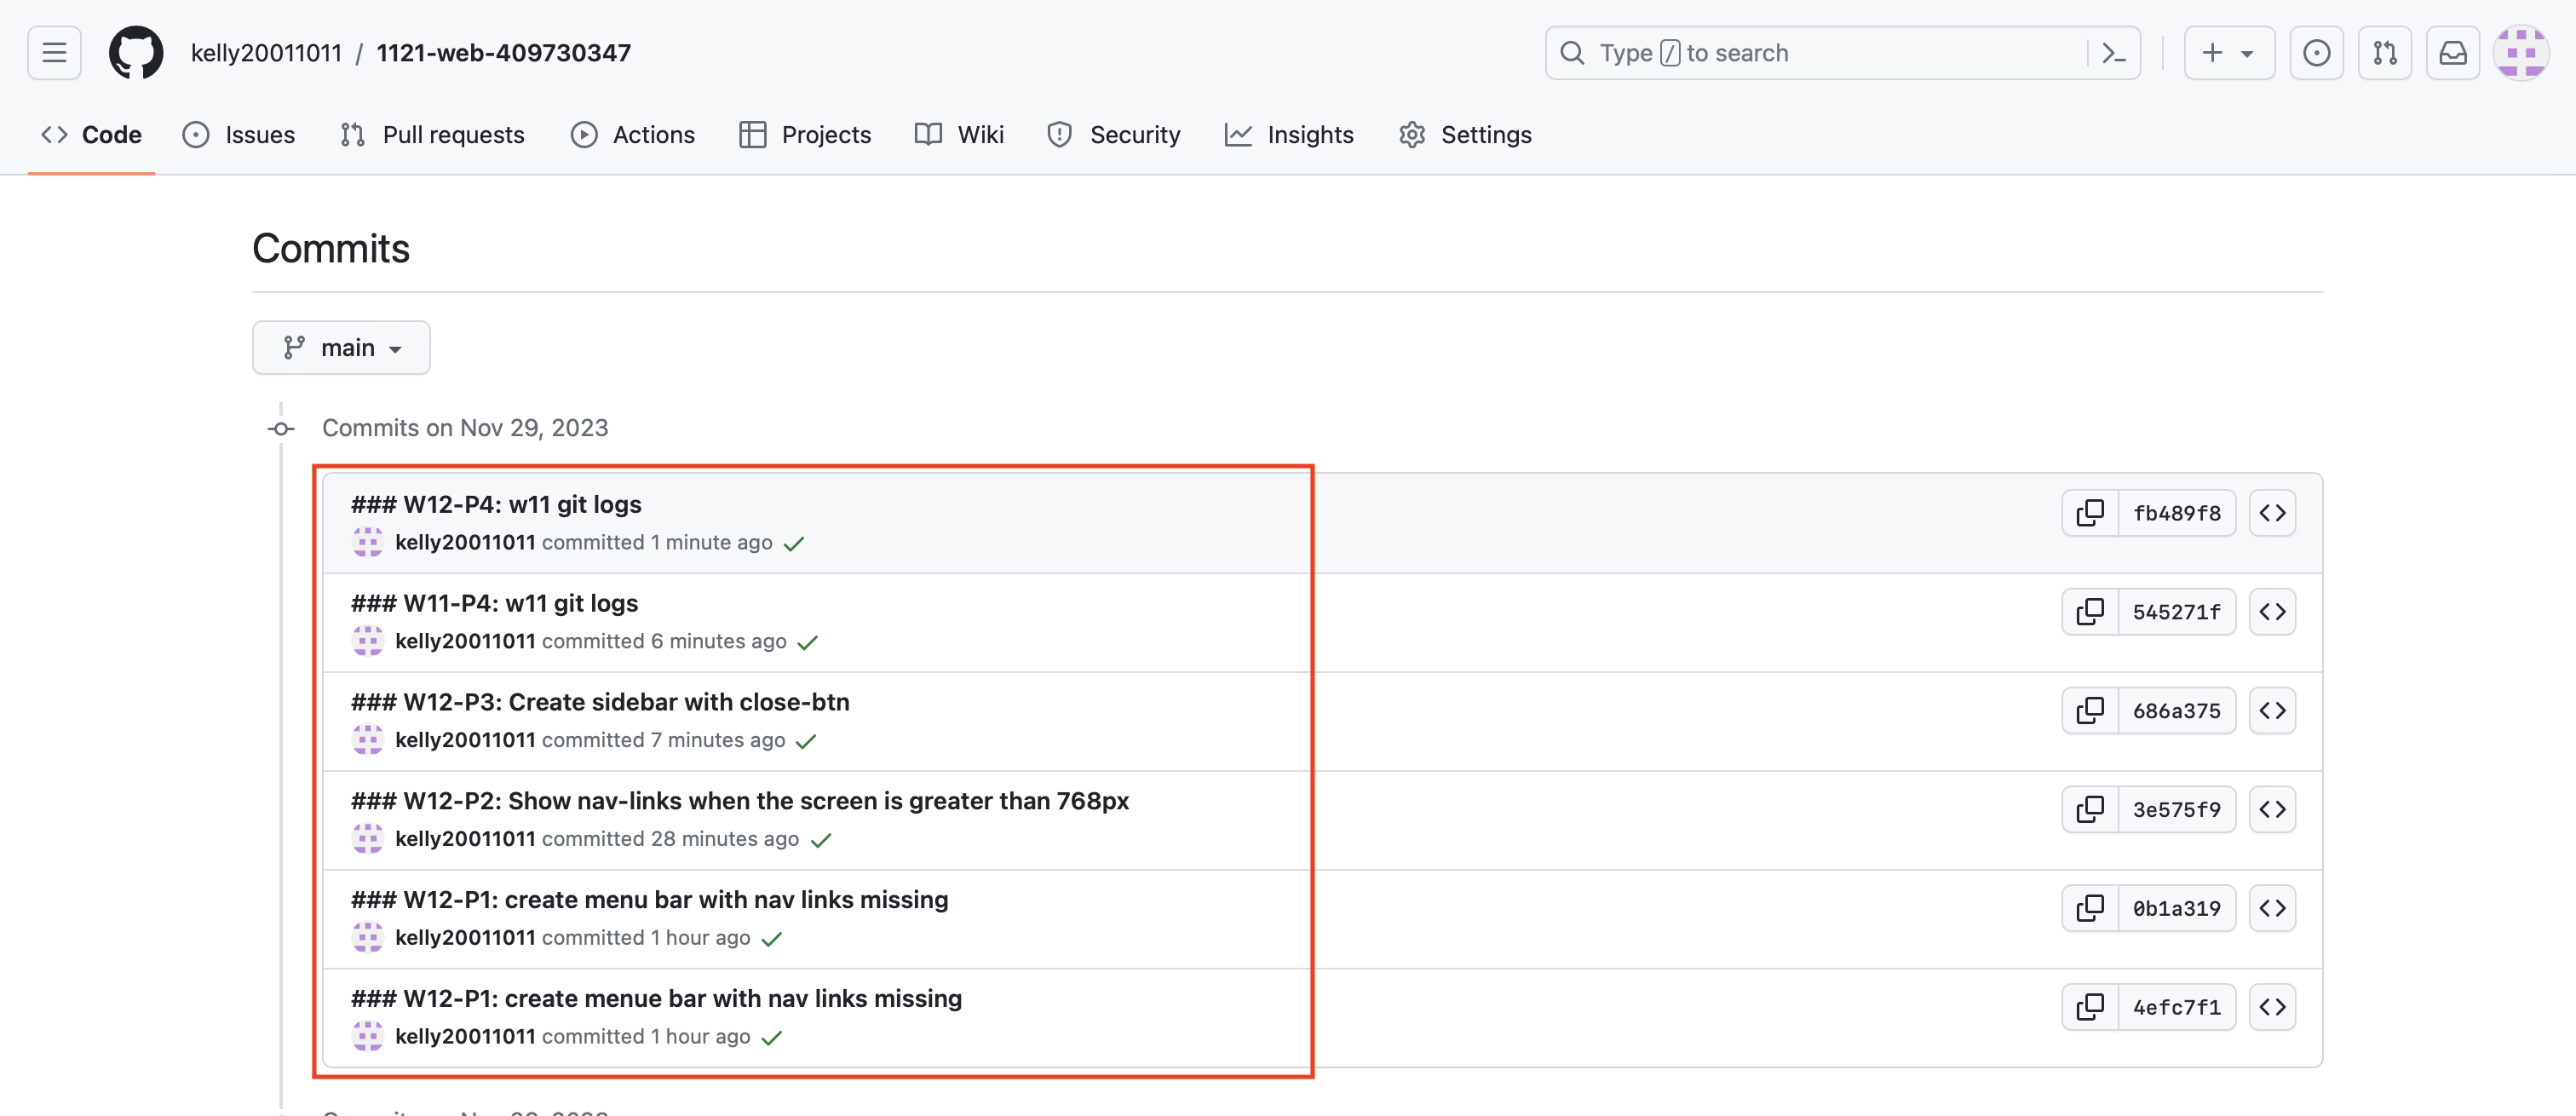 kelly20011011 / 1121-web-409730347
Type / to search
Code Issues Pull requests Actions Projects Wiki Security Insights Settings
Commits
main
Commits on Nov 29, 2023
### W12-P4: w11 git logs
fb489f8
kelly20011011 committed 1 minute ago
### W11-P4: w11 git logs
545271f
kelly20011011 committed 6 minutes ago
### W12-P3: Create sidebar with close-btn
686a375
kelly20011011 committed 7 minutes ago
### W12-P2: Show nav-links when the screen is greater than 768px
3e575f9
kelly20011011 committed 28 minutes ago
### W12-P1: create menu bar with nav links missing
0b1a319
kelly20011011 committed 1 hour ago
### W12-P1: create menue bar with nav links missing
4efc7f1
kelly20011011 committed 1 hour ago